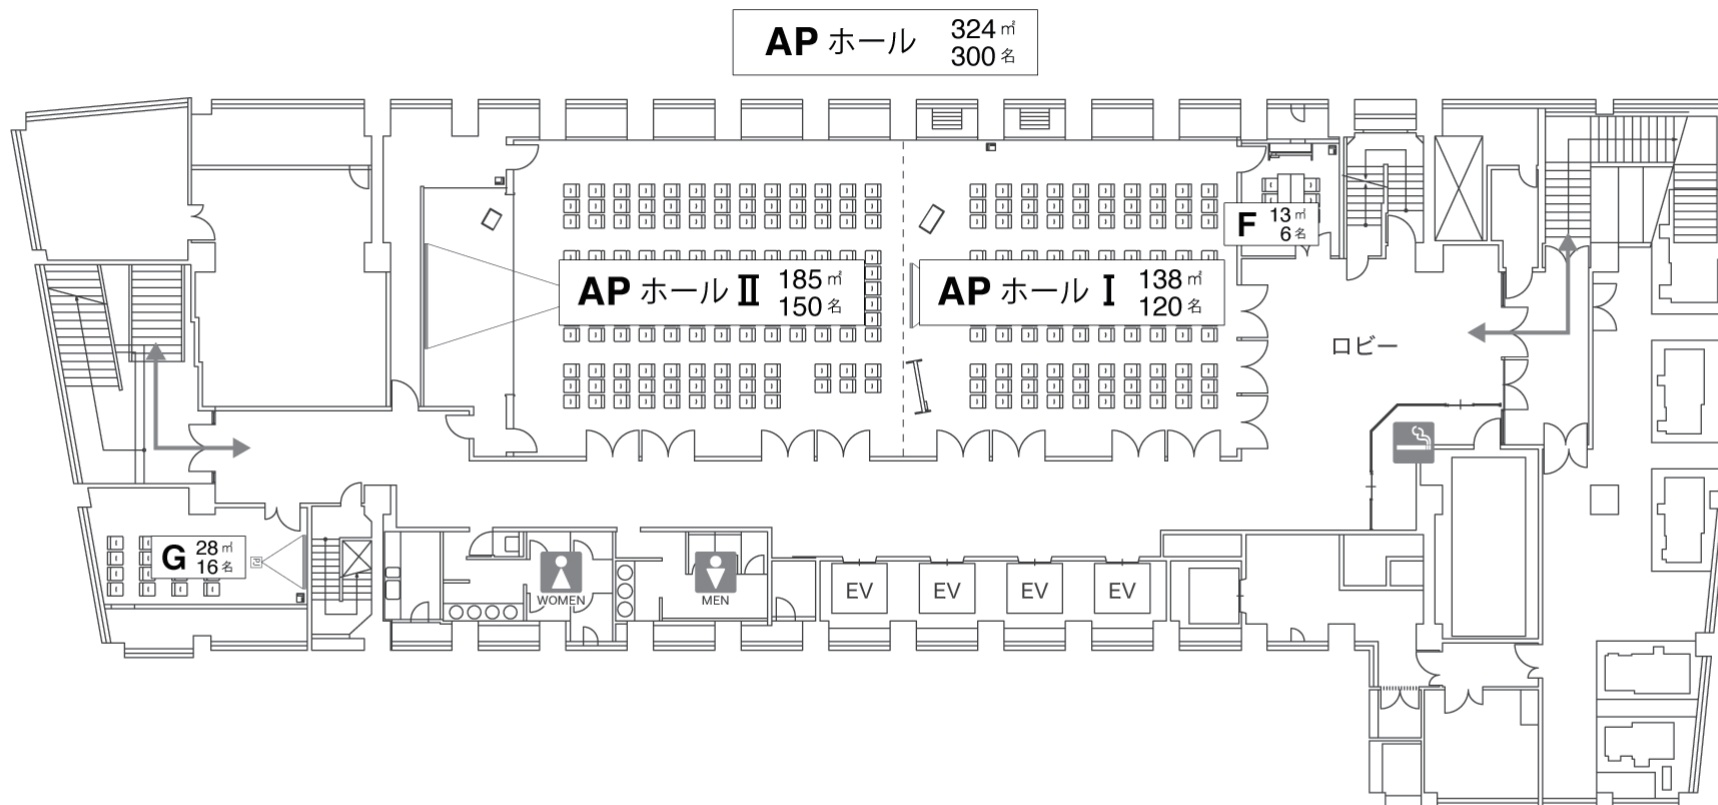 AP ホール 324㎡
300名
F 13㎡
6名
AP ホール Ⅱ 185㎡
150名
AP ホール Ⅰ 138㎡
120名
ロビー
G 28㎡
16名
WOMEN
MEN
EV
EV
EV
EV